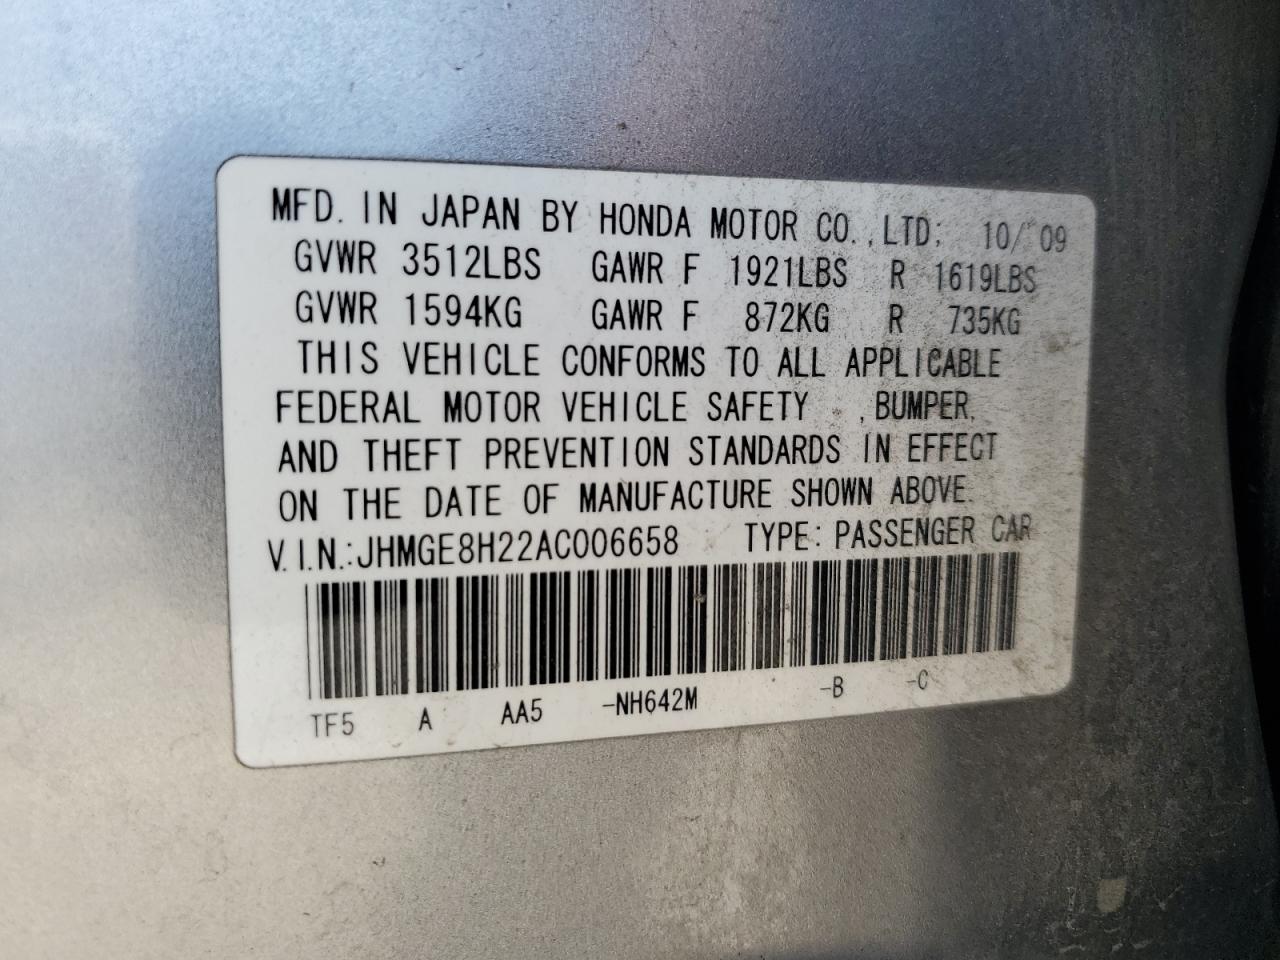 MFD. IN JAPAN BY HONDA MOTOR CO.,LTD; 10/ 09
GVWR 3512LBS GAWR F 1921LBS R 1619LBS
GVWR 1594KG GAWR F 872KG R 735KG
THIS VEHICLE CONFORMS TO ALL APPLICABLE
FEDERAL MOTOR VEHICLE SAFETY ,BUMPER,
AND THEFT PREVENTION STANDARDS IN EFFECT
ON THE DATE OF MANUFACTURE SHOWN ABOVE.
V.I.N.:JHMGE8H22AC006658 TYPE: PASSENGER CAR
TF5 A AA5 -NH642M -B -C